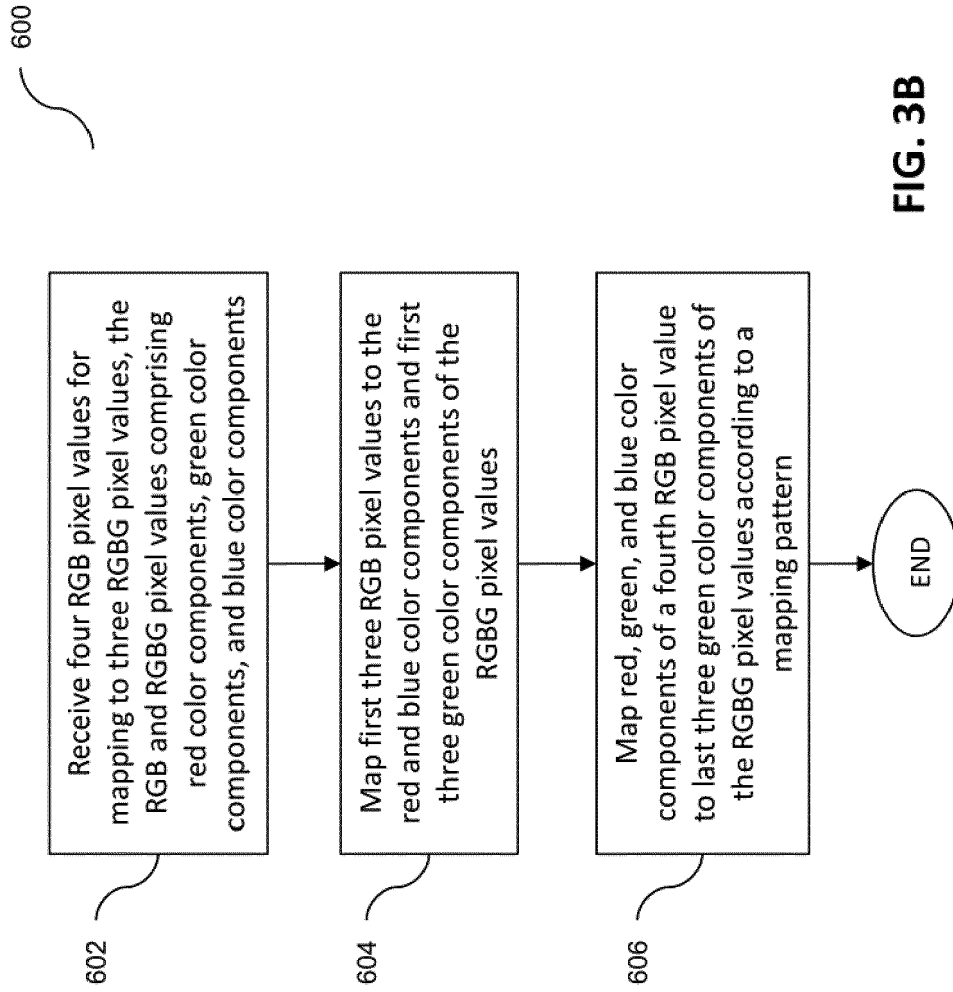 600
602
Receive four RGB pixel values for
mapping to three RGBG pixel values, the
RGB and RGBG pixel values comprising
red color components, green color
components, and blue color components
604
Map first three RGB pixel values to the
red and blue color components and first
three green color components of the
RGBG pixel values
606
Map red, green, and blue color
components of a fourth RGB pixel value
to last three green color components of
the RGBG pixel values according to a
mapping pattern
END
FIG. 3B